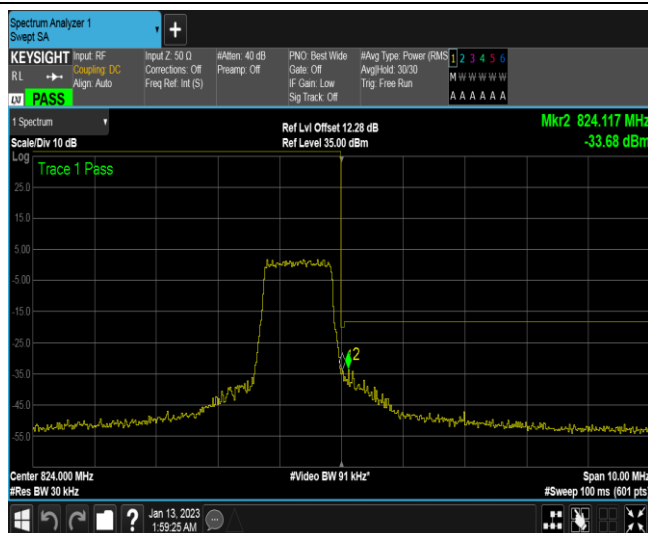 Spectrum Analyzer 1
Swept SA
KEYSIGHT
RL
LXI PASS
Input: RF
Coupling: DC
Align: Auto
Input Z: 50 Ω
Corrections: Off
Freq Ref: Int (S)
#Atten: 40 dB
Preamp: Off
PNO: Best Wide
Gate: Off
IF Gain: Low
Sig Track: Off
#Avg Type: Power (RMS
Avg|Hold: 30/30
Trig: Free Run
1 2 3 4 5 6
M W W W W W
A A A A A A
1 Spectrum
Scale/Div 10 dB
Ref Lvl Offset 12.28 dB
Ref Level 35.00 dBm
Mkr2 824.117 MHz
-33.68 dBm
Log
Trace 1 Pass
25.0
15.0
5.00
-5.00
-15.0
-25.0
-35.0
-45.0
-55.0
2
Center 824.000 MHz
#Res BW 30 kHz
#Video BW 91 kHz*
Span 10.00 MHz
#Sweep 100 ms (601 pts)
?
Jan 13, 2023
1:59:25 AM